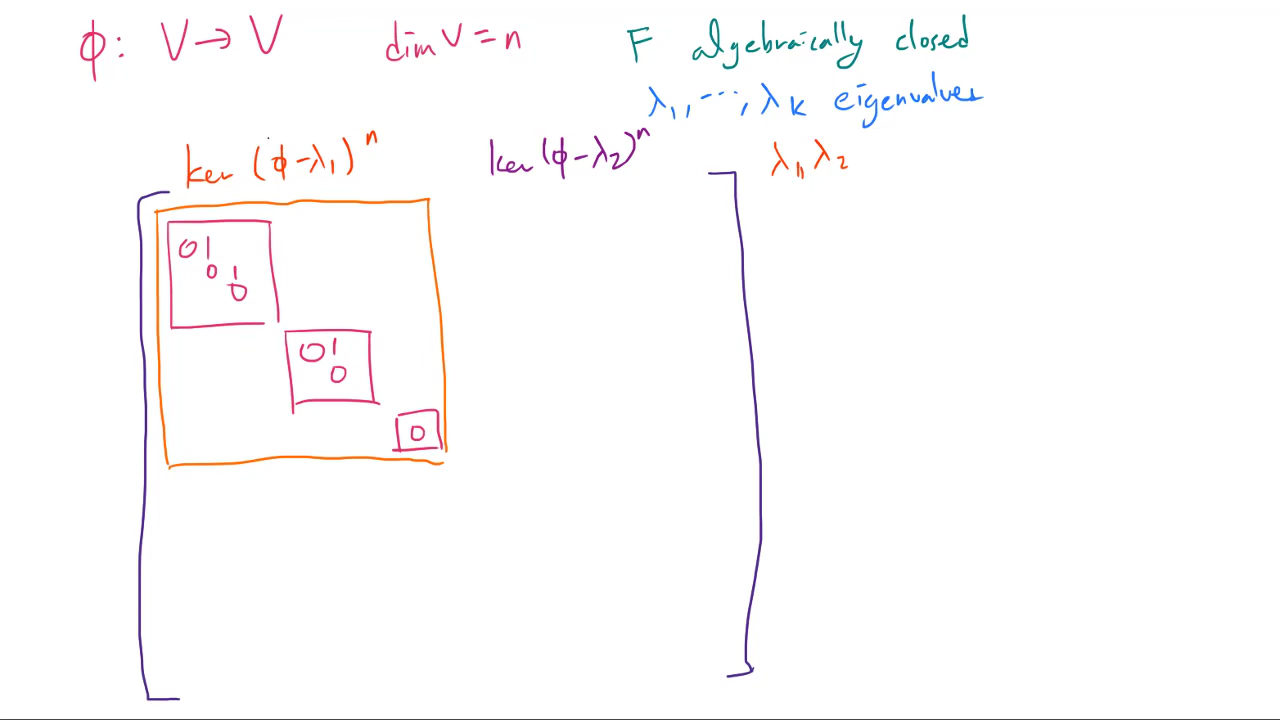 ϕ: V → V dim V = n F algebraically closed
λ₁, ⋯, λₖ eigenvalues
ker (ϕ-λ₁)ⁿ ker (ϕ-λ₂)ⁿ λ₁, λ₂
0 1
0 1
0
0 1
0
0